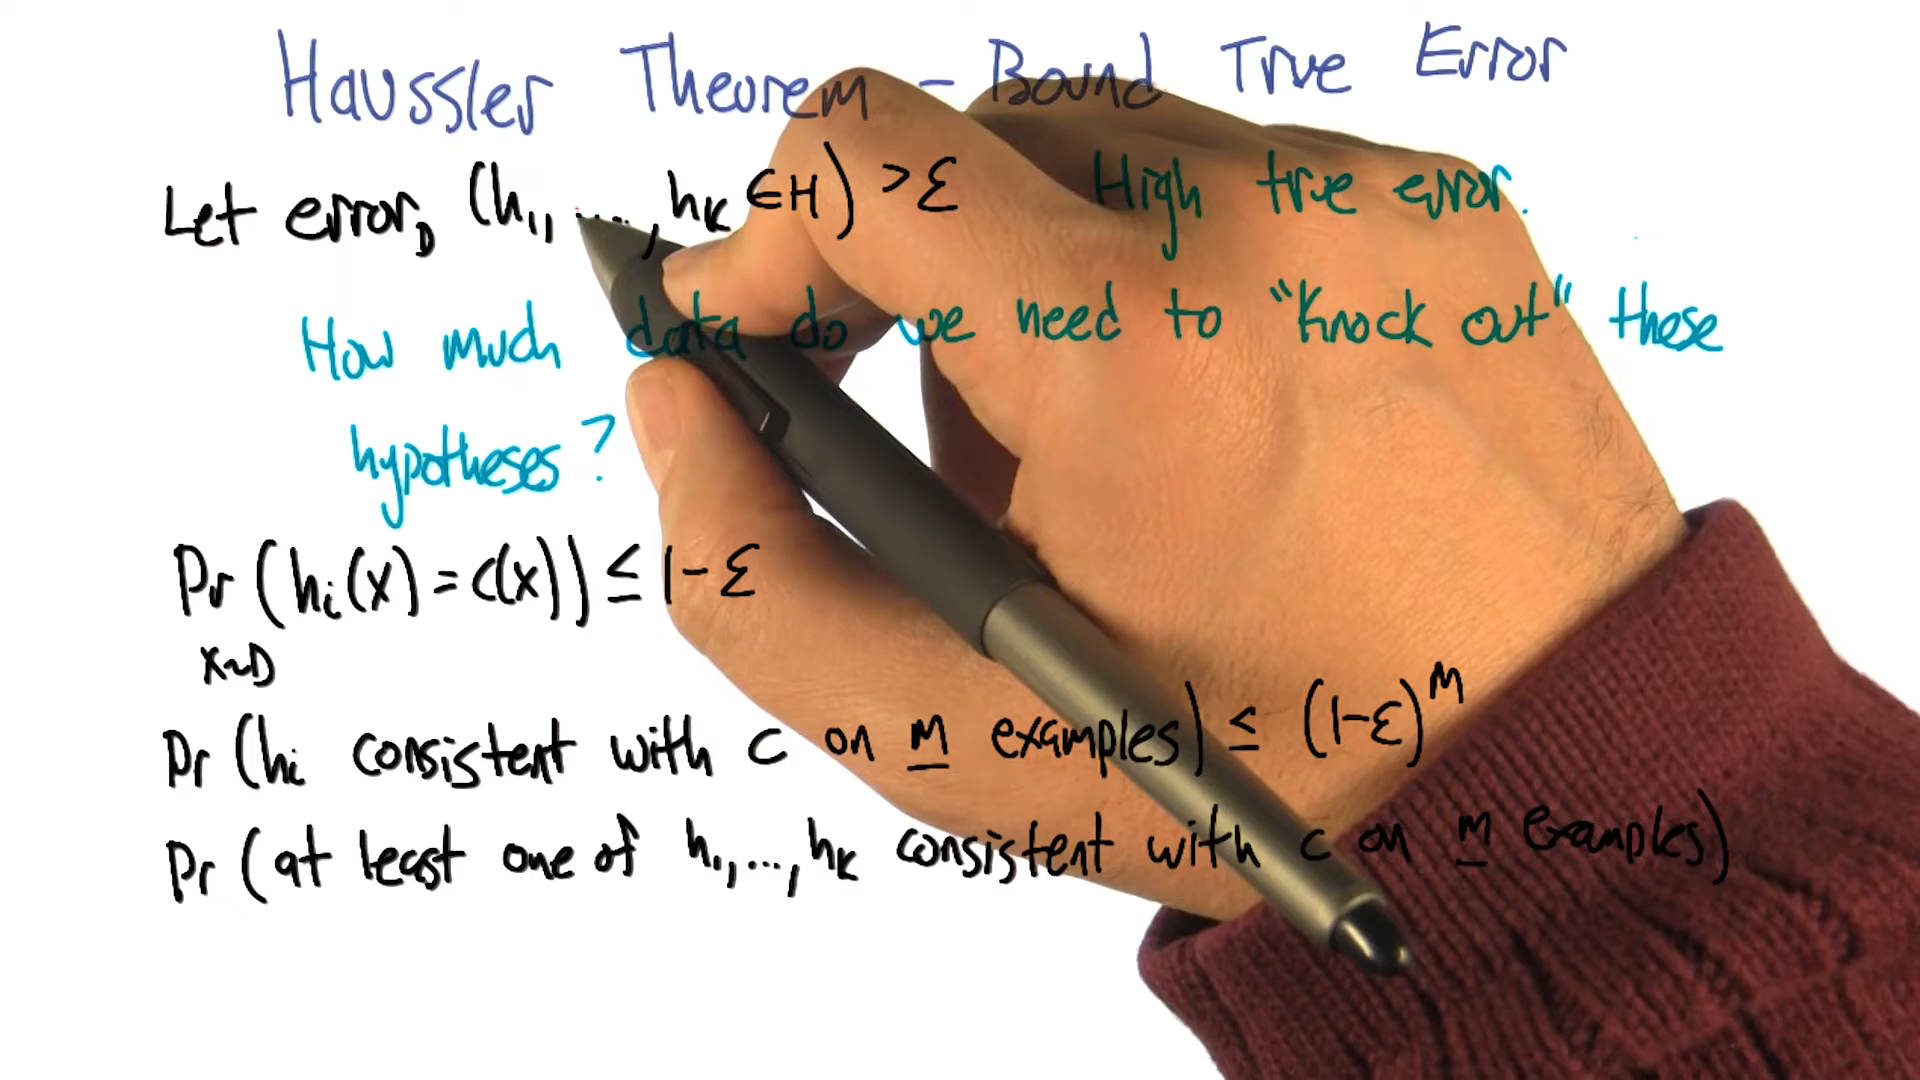 Haussler Theorem - Bound True Error
Let error_D (h₁, ..., h_k ∈ H) > ε High true error.
How much data do we need to "knock out" these
hypotheses?
Pr (h_i(x) = c(x)) ≤ 1 - ε
x~D
Pr (h_i consistent with c on m examples) ≤ (1-ε)^m
Pr (at least one of h₁, ..., h_k consistent with c on m examples)